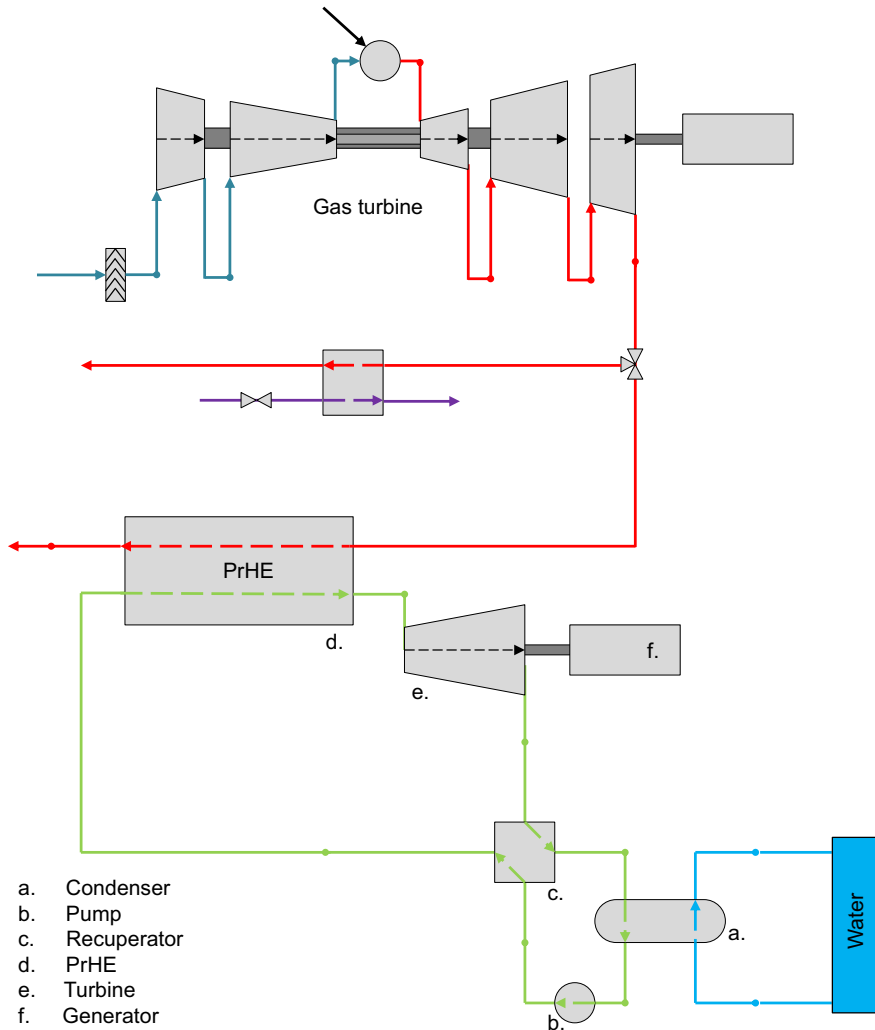 Gas turbine
PrHE
d.
f.
e.
c.
a.
b.
Water
a. Condenser
b. Pump
c. Recuperator
d. PrHE
e. Turbine
f. Generator